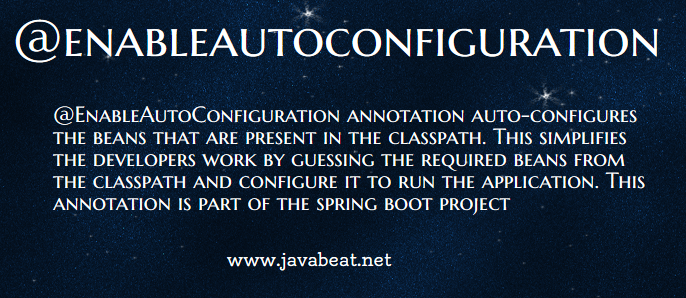 @enableautoconfiguration
@EnableAutoConfiguration annotation auto-configures
the beans that are present in the classpath. This simplifies
the developers work by guessing the required beans from
the classpath and configure it to run the application. This
annotation is part of the spring boot project
www.javabeat.net